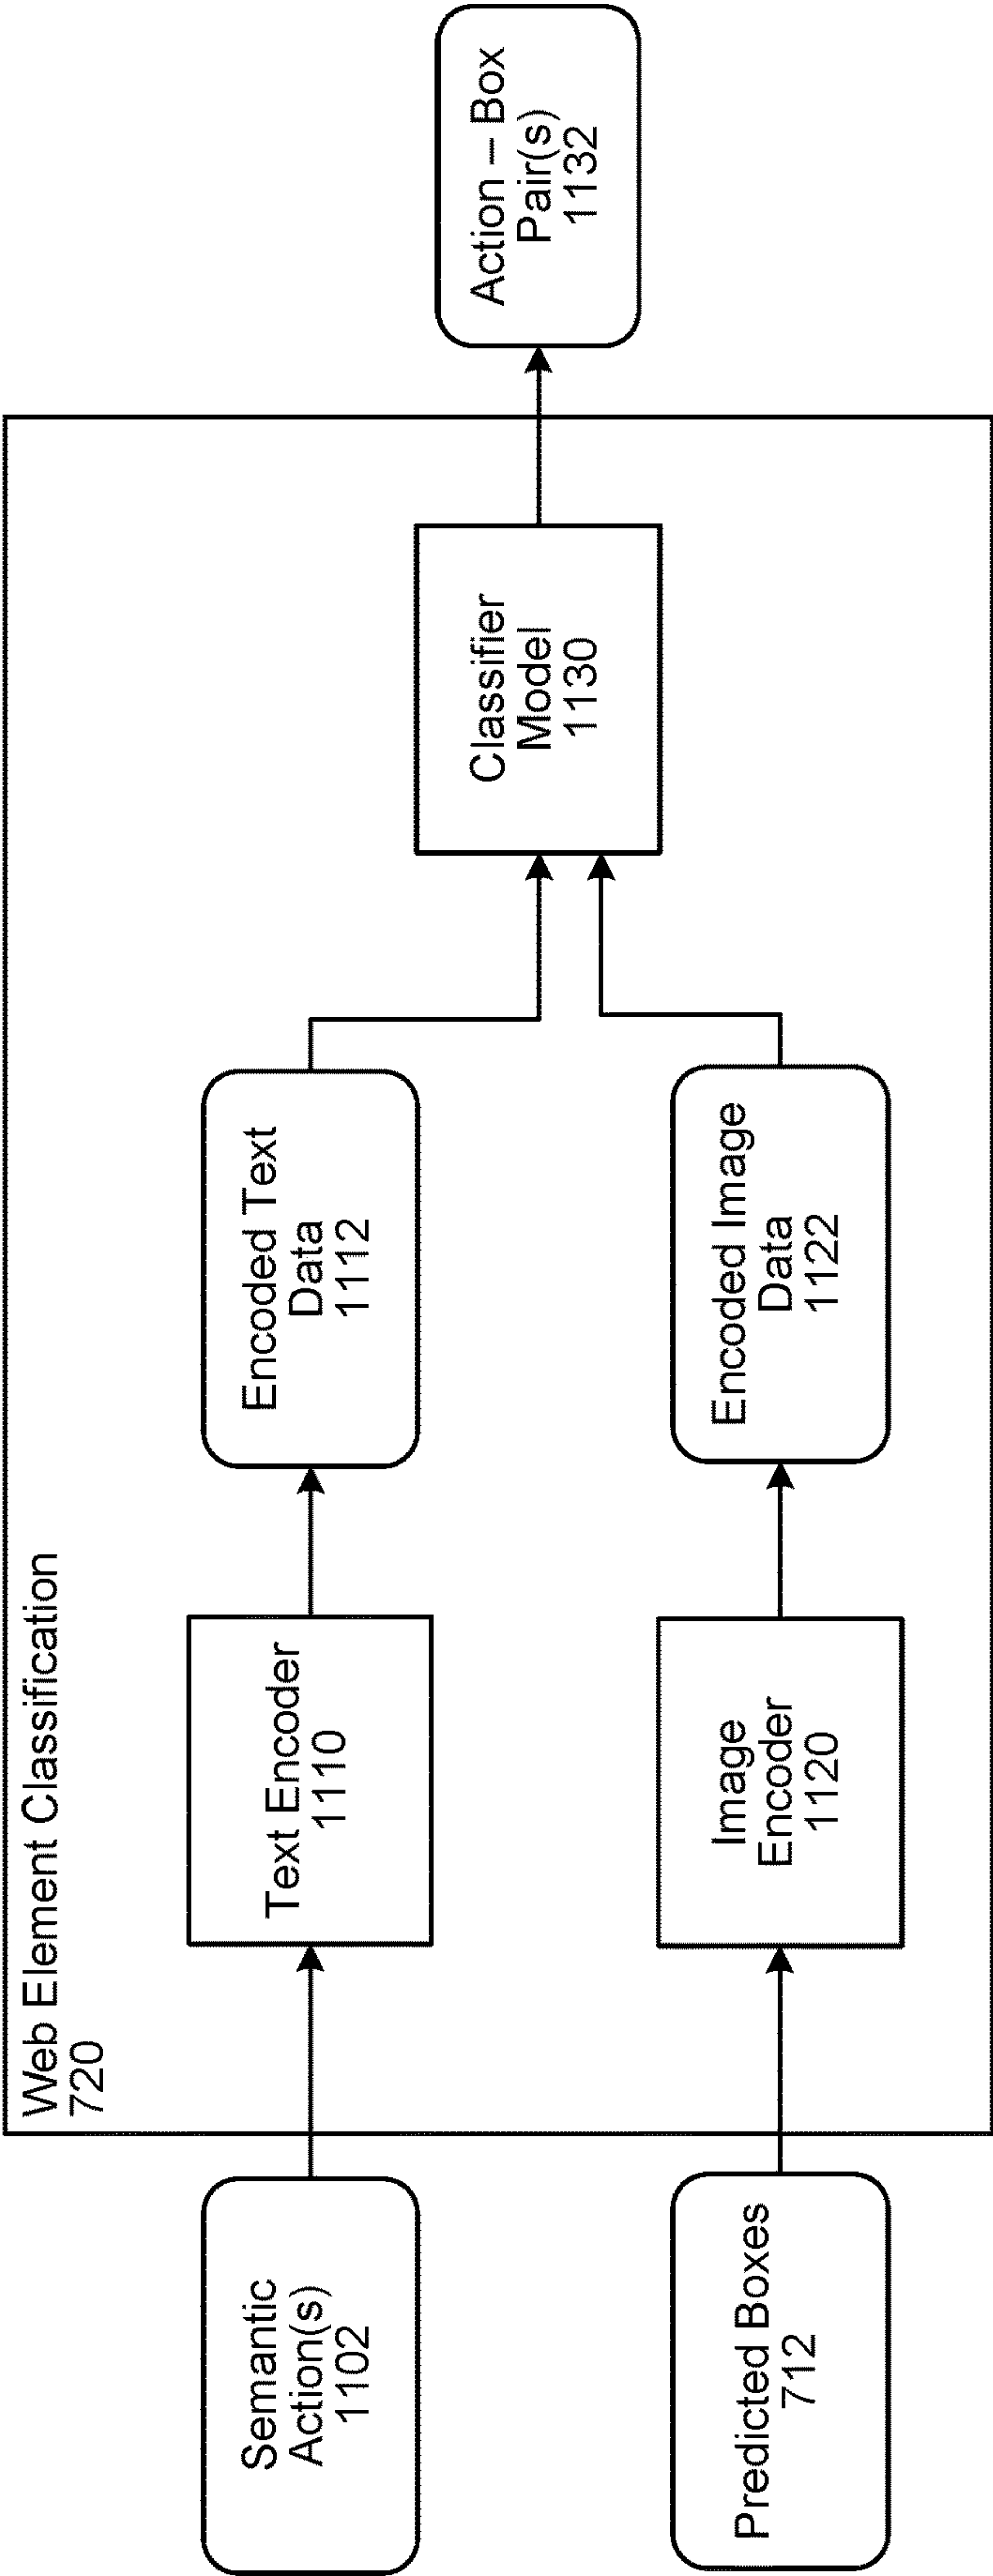 Web Element Classification
720
Semantic
Action(s)
1102
Text Encoder
1110
Encoded Text
Data
1112
Predicted Boxes
712
Image
Encoder
1120
Encoded Image
Data
1122
Classifier
Model
1130
Action – Box
Pair(s)
1132